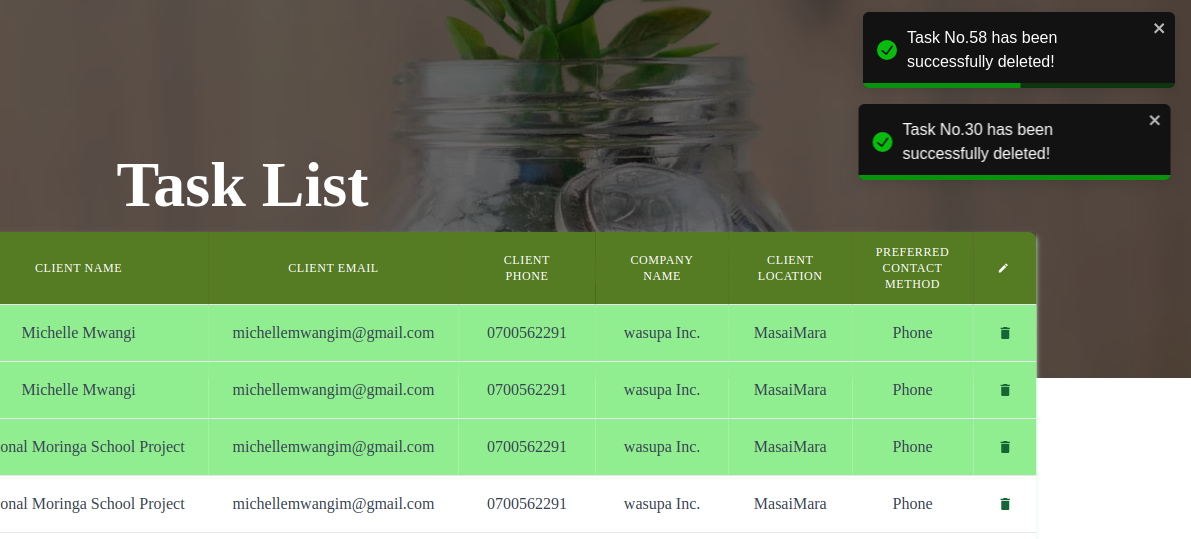 Task No.58 has been
successfully deleted!
Task No.30 has been
successfully deleted!
Task List
CLIENT NAME
CLIENT EMAIL
CLIENT
PHONE
COMPANY
NAME
CLIENT
LOCATION
PREFERRED
CONTACT
METHOD
Michelle Mwangi michellemwangim@gmail.com 0700562291 wasupa Inc. MasaiMara Phone
Michelle Mwangi michellemwangim@gmail.com 0700562291 wasupa Inc. MasaiMara Phone
onal Moringa School Project michellemwangim@gmail.com 0700562291 wasupa Inc. MasaiMara Phone
onal Moringa School Project michellemwangim@gmail.com 0700562291 wasupa Inc. MasaiMara Phone